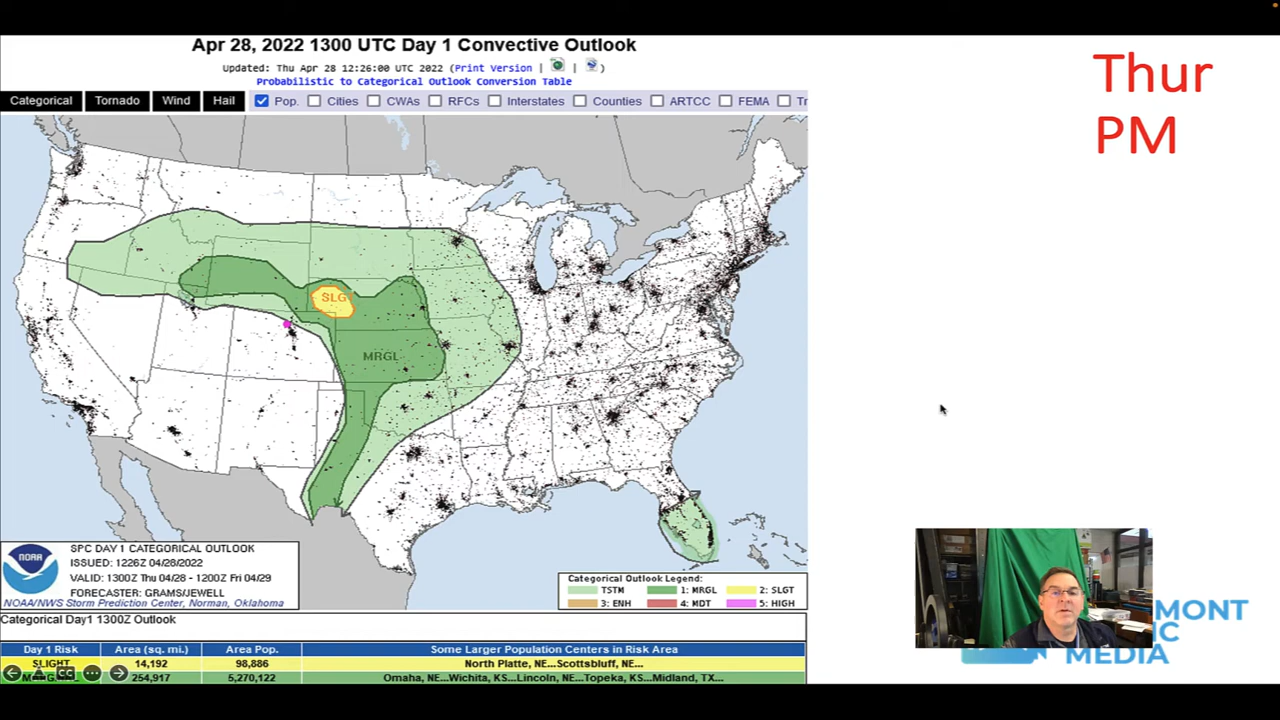 Apr 28, 2022 1300 UTC Day 1 Convective Outlook
Updated: Thu Apr 28 12:26:00 UTC 2022 (Print Version | | )
Probabilistic to Categorical Outlook Conversion Table
Categorical Tornado Wind Hail Pop. Cities CWAs RFCs Interstates Counties ARTCC FEMA Tr
Thur
PM
SLGT
MRGL
SPC DAY 1 CATEGORICAL OUTLOOK
ISSUED: 1226Z 04/28/2022
VALID: 1300Z Thu 04/28 - 1200Z Fri 04/29
FORECASTER: GRAMS/JEWELL
NOAA/NWS Storm Prediction Center, Norman, Oklahoma
NOAA
Categorical Outlook Legend:
TSTM 1: MRGL 2: SLGT
3: ENH 4: MDT 5: HIGH
Categorical Day1 1300Z Outlook
Day 1 Risk Area (sq. mi.) Area Pop. Some Larger Population Centers in Risk Area
SLIGHT 14,192 98,886 North Platte, NE...Scottsbluff, NE...
254,917 5,270,122 Omaha, NE...Wichita, KS...Lincoln, NE...Topeka, KS...Midland, TX...
CC
MONT
IC
MEDIA